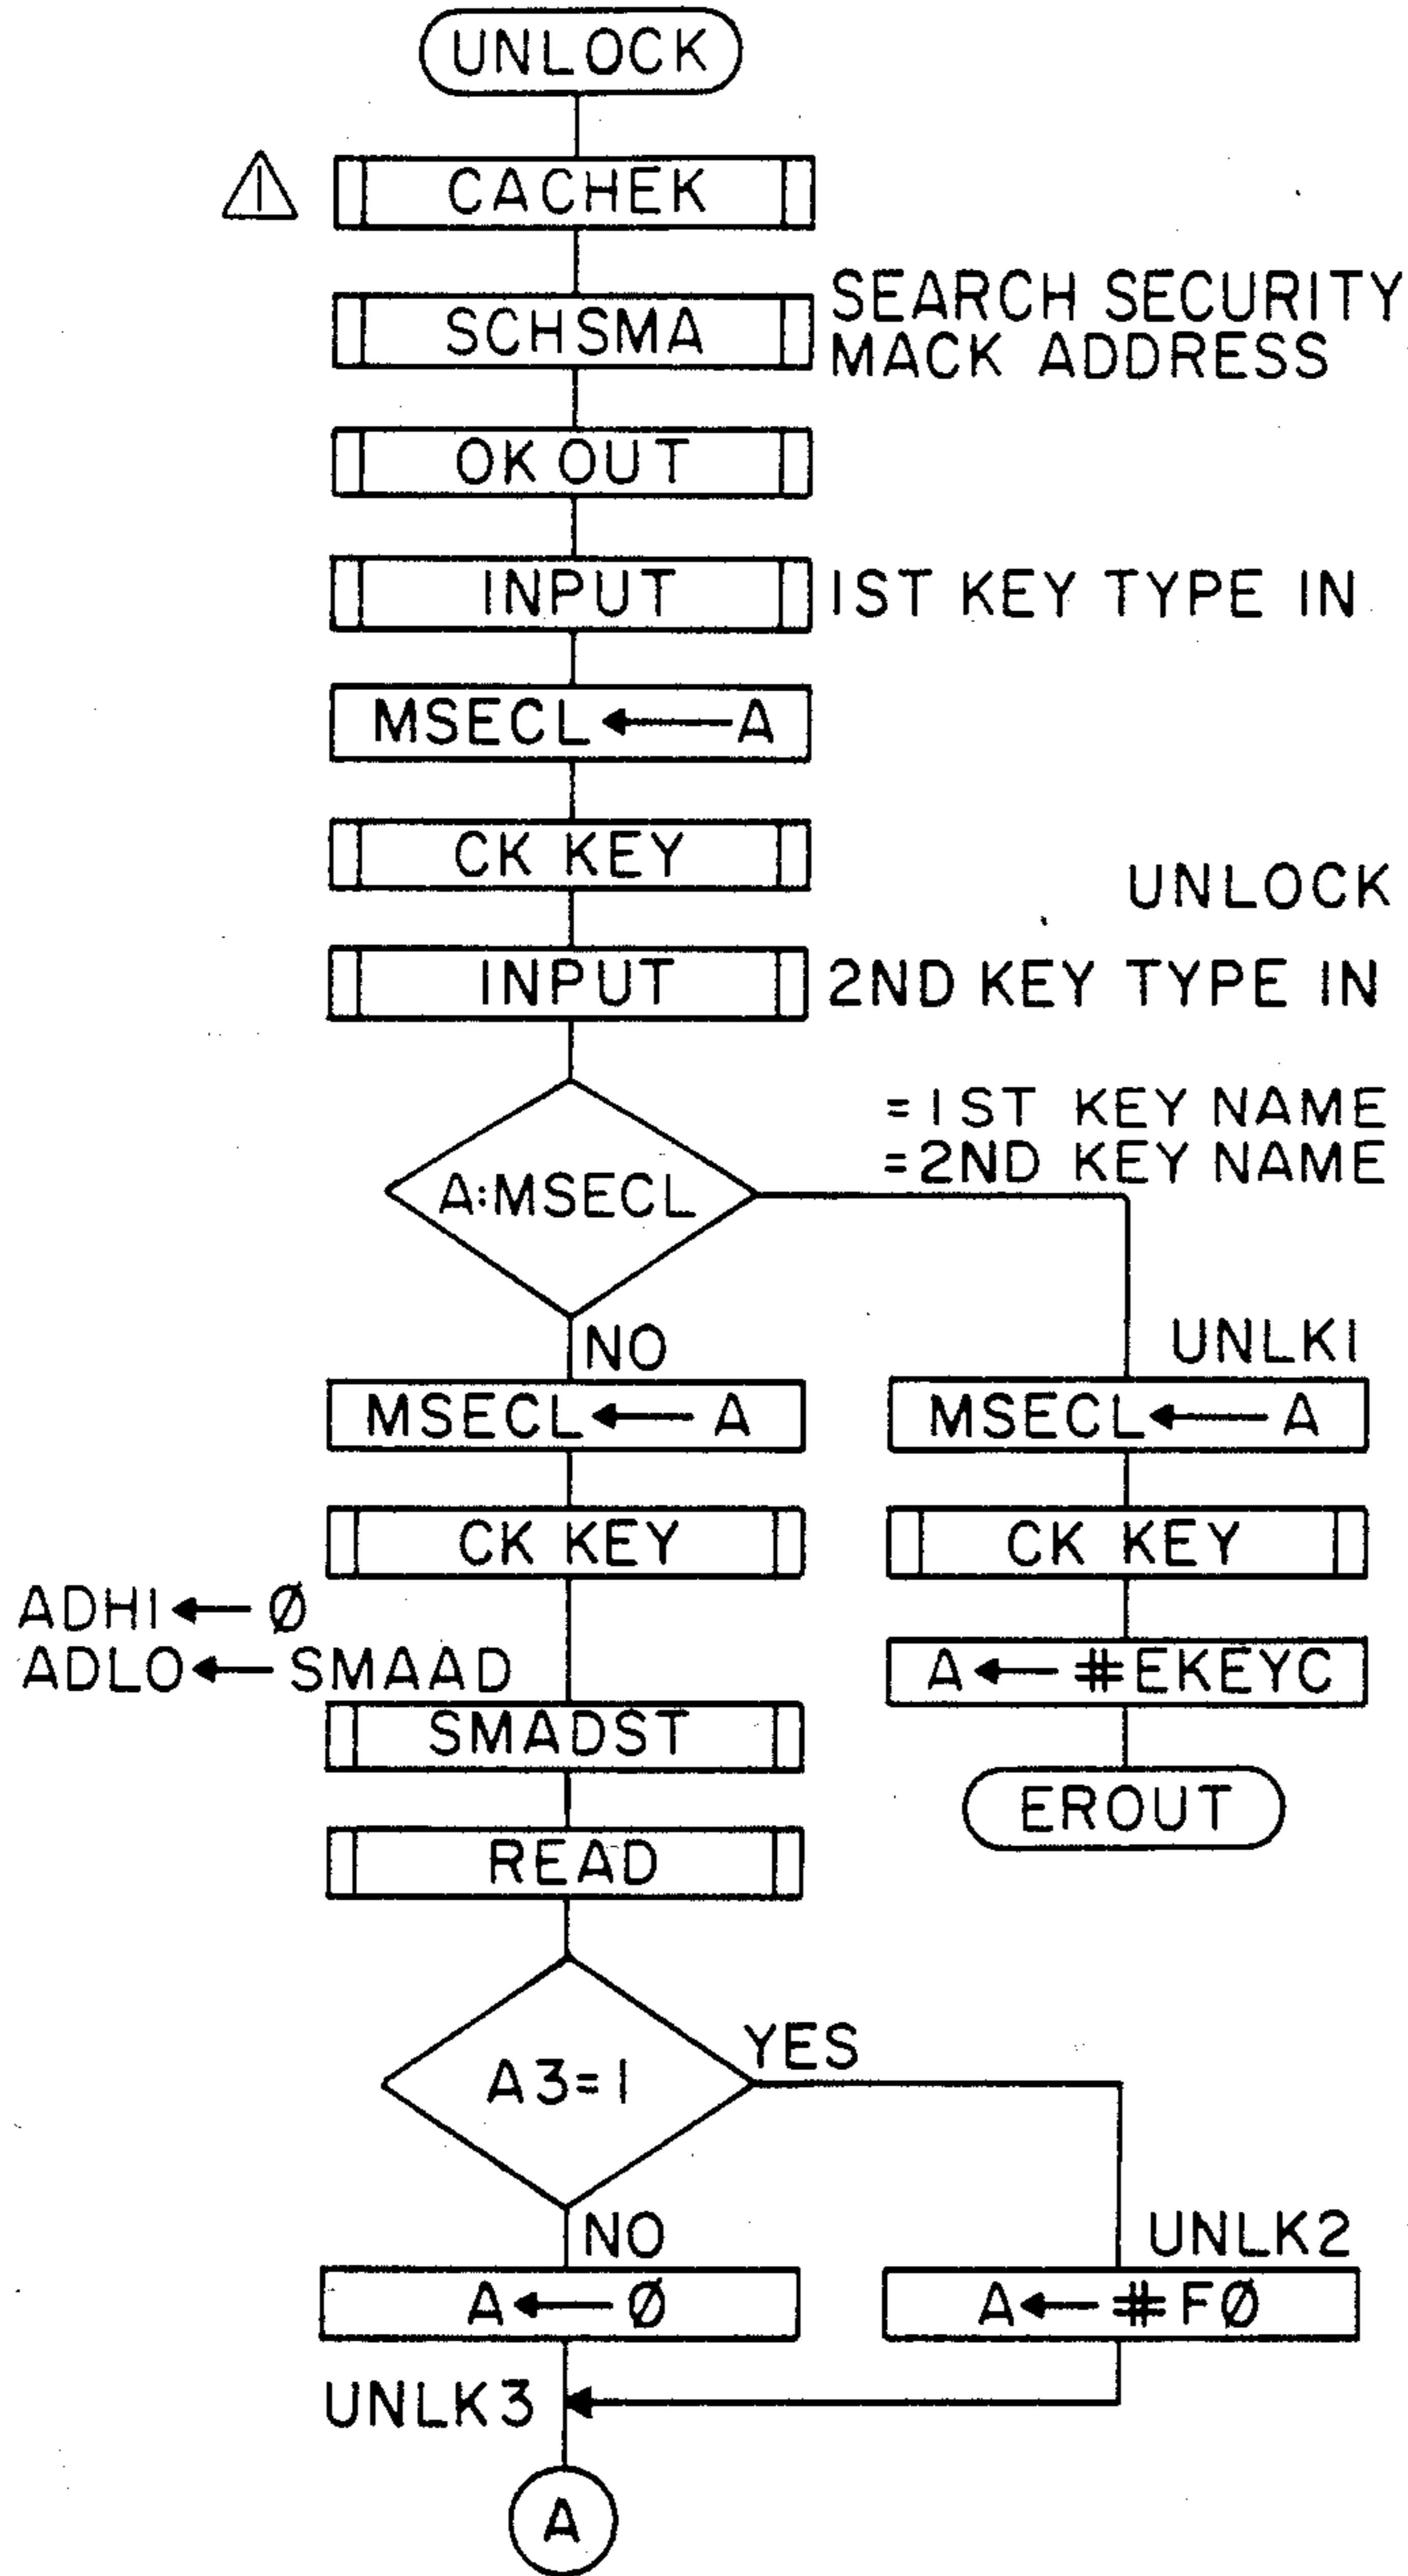 UNLOCK
1
CACHEK
SCHSMA
SEARCH SECURITY
MACK ADDRESS
OK OUT
INPUT
1ST KEY TYPE IN
MSECL ← A
CK KEY
UNLOCK
INPUT
2ND KEY TYPE IN
=1ST KEY NAME
=2ND KEY NAME
A:MSECL
NO
UNLK1
MSECL ← A
MSECL ← A
CK KEY
CK KEY
ADHI ← Ø
ADLO ← SMAAD
A ← #EKEYC
SMADST
EROUT
READ
YES
A3=1
NO
UNLK2
A ← Ø
A ← #FØ
UNLK3
A